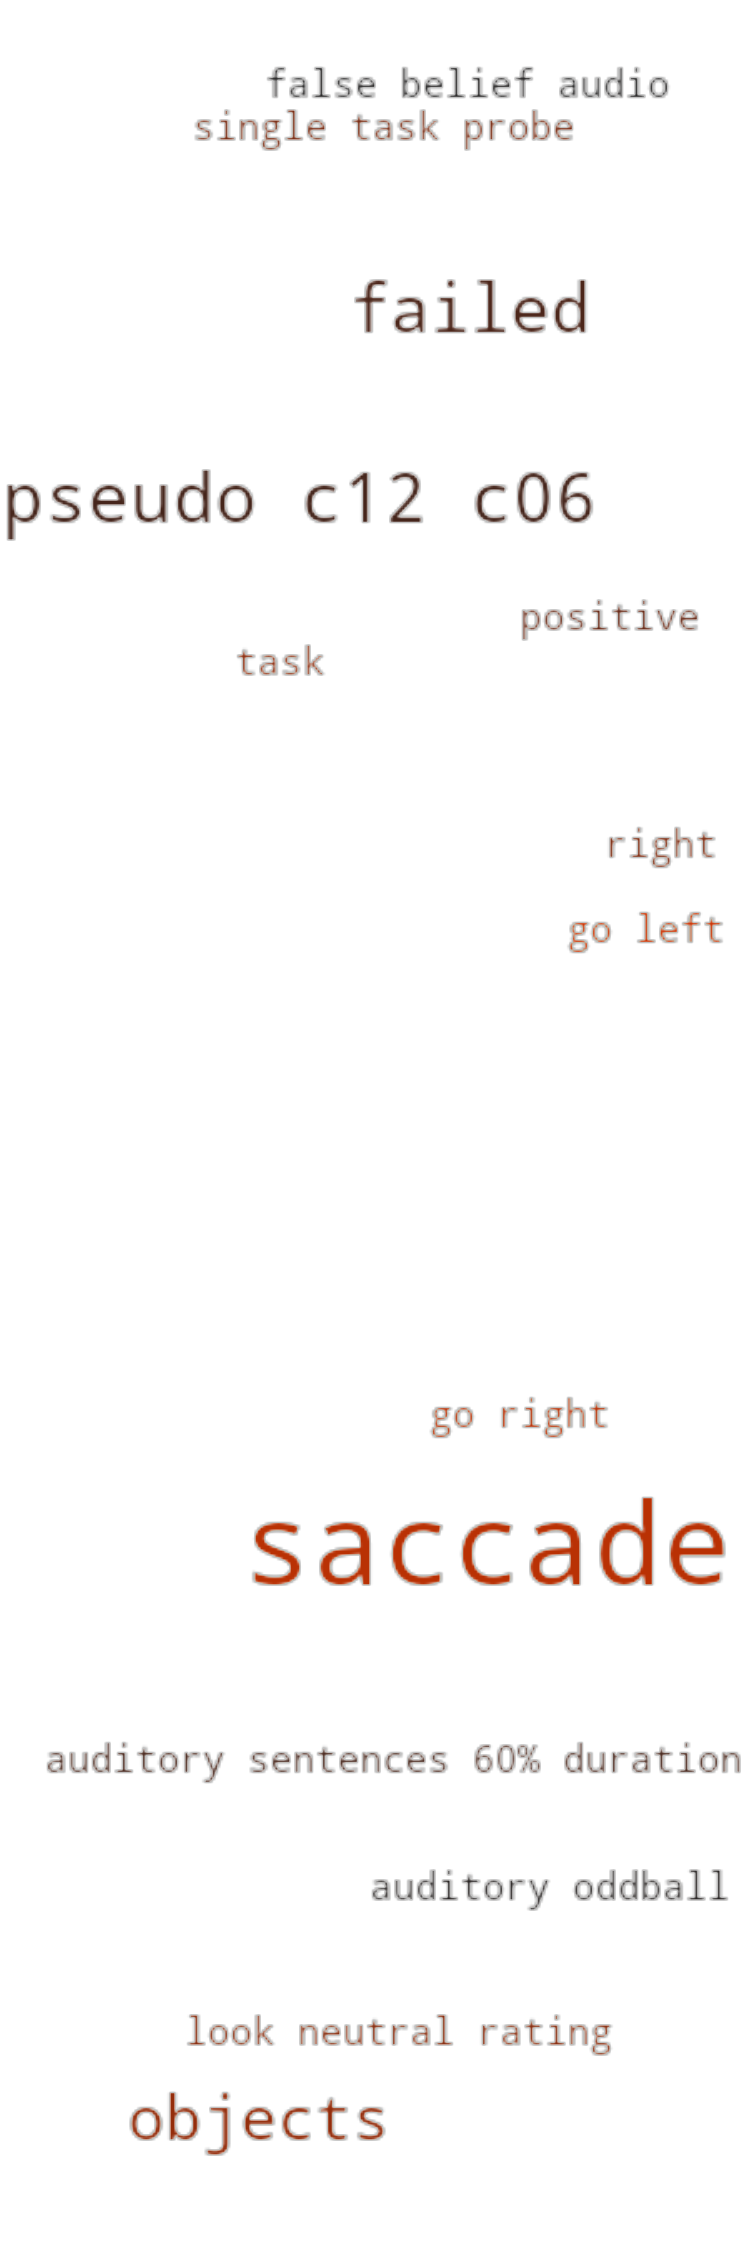 false belief audio
single task probe
failed
pseudo c12 c06
positive
task
right
go left
go right
saccade
auditory sentences 60% duration
auditory oddball
look neutral rating
objects